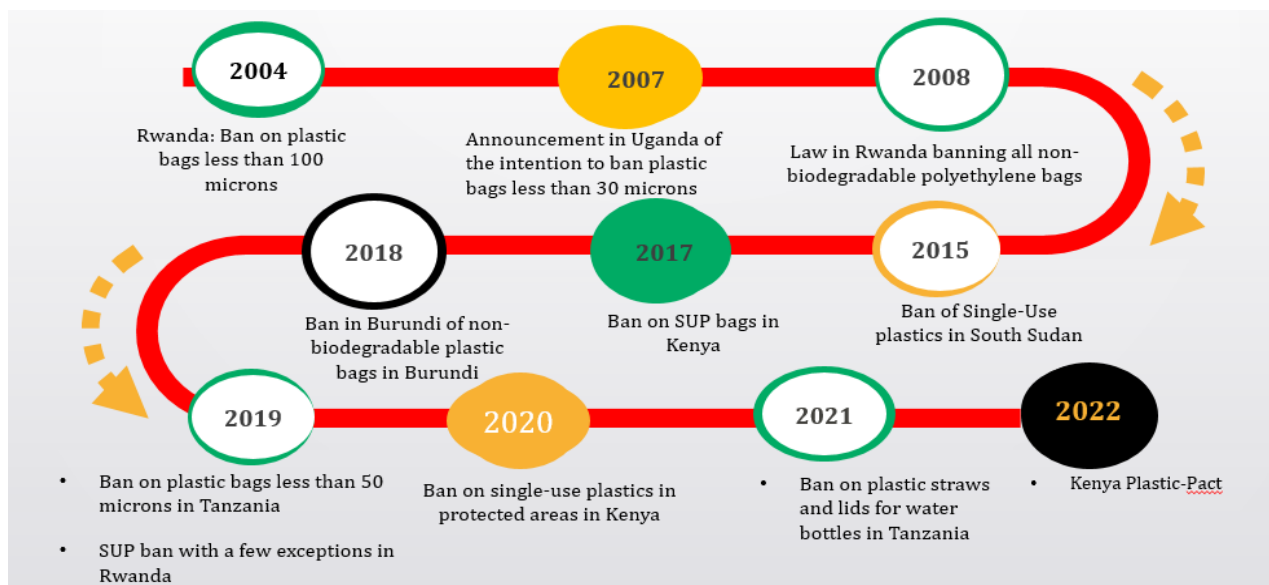 2004
Rwanda: Ban on plastic
bags less than 100
microns
2007
Announcement in Uganda of
the intention to ban plastic
bags less than 30 microns
2008
Law in Rwanda banning all non-
biodegradable polyethylene bags
2015
Ban of Single-Use
plastics in South Sudan
2017
Ban on SUP bags in
Kenya
2018
Ban in Burundi of non-
biodegradable plastic
bags in Burundi
2019
• Ban on plastic bags less than 50
microns in Tanzania
• SUP ban with a few exceptions in
Rwanda
2020
Ban on single-use plastics in
protected areas in Kenya
2021
• Ban on plastic straws
and lids for water
bottles in Tanzania
2022
• Kenya Plastic-Pact